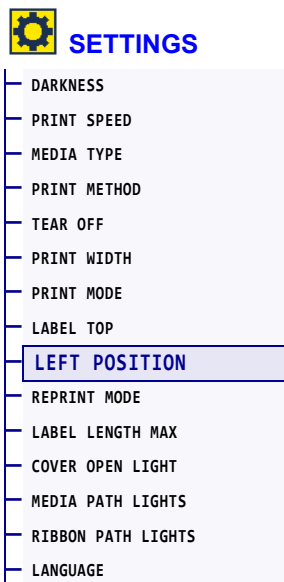 SETTINGS
DARKNESS
PRINT SPEED
MEDIA TYPE
PRINT METHOD
TEAR OFF
PRINT WIDTH
PRINT MODE
LABEL TOP
LEFT POSITION
REPRINT MODE
LABEL LENGTH MAX
COVER OPEN LIGHT
MEDIA PATH LIGHTS
RIBBON PATH LIGHTS
LANGUAGE